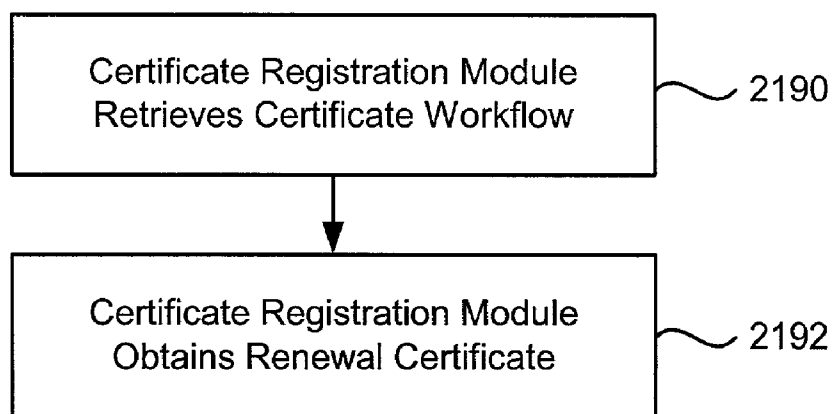 Certificate Registration Module
Retrieves Certificate Workflow
2190
Certificate Registration Module
Obtains Renewal Certificate
2192